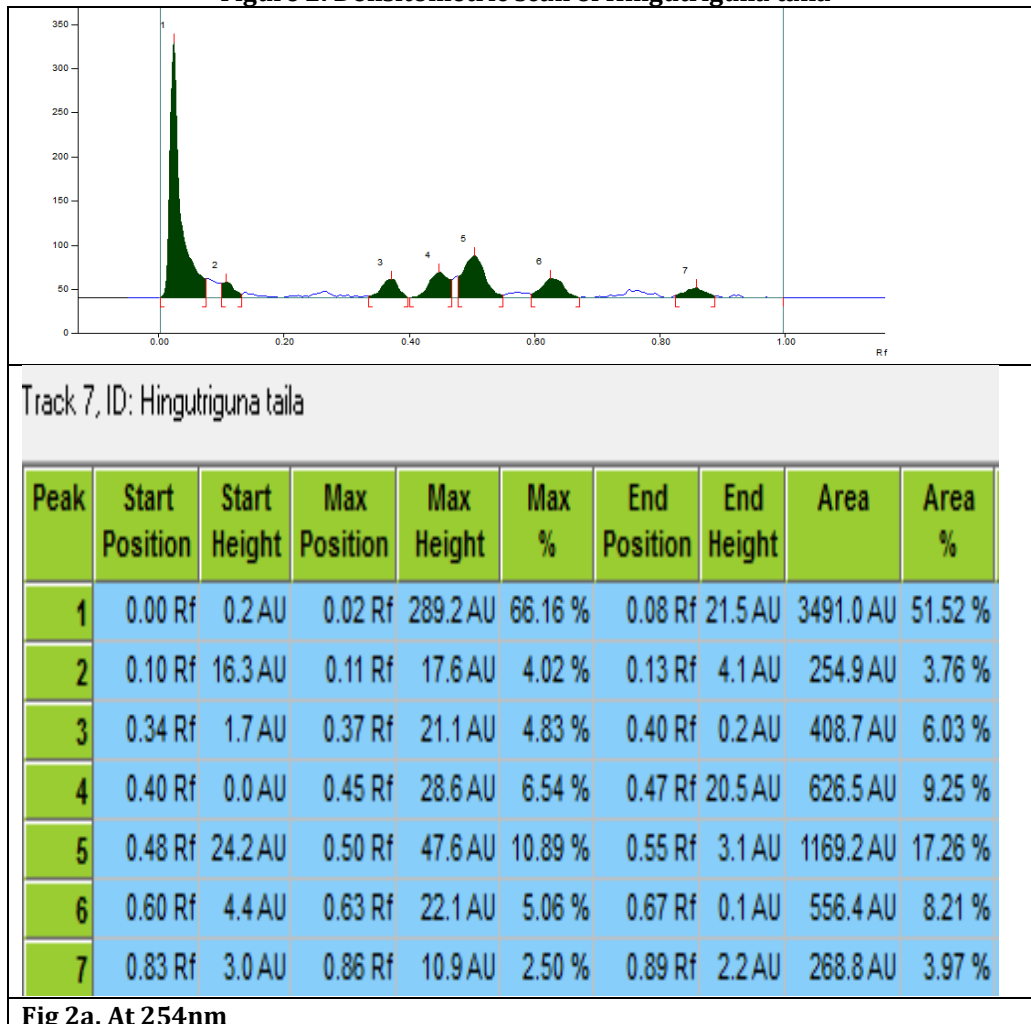 Figure 2: Densitometric scan of Hingutriguna taila
350
300
250
200
150
100
50
0
1
2
3
4
5
6
7
0.00 0.20 0.40 0.60 0.80 1.00
Rf
Track 7, ID: Hingutriguna taila
Peak Start Position Start Height Max Position Max Height Max % End Position End Height Area Area %
1 0.00 Rf 0.2 AU 0.02 Rf 289.2 AU 66.16 % 0.08 Rf 21.5 AU 3491.0 AU 51.52 %
2 0.10 Rf 16.3 AU 0.11 Rf 17.6 AU 4.02 % 0.13 Rf 4.1 AU 254.9 AU 3.76 %
3 0.34 Rf 1.7 AU 0.37 Rf 21.1 AU 4.83 % 0.40 Rf 0.2 AU 408.7 AU 6.03 %
4 0.40 Rf 0.0 AU 0.45 Rf 28.6 AU 6.54 % 0.47 Rf 20.5 AU 626.5 AU 9.25 %
5 0.48 Rf 24.2 AU 0.50 Rf 47.6 AU 10.89 % 0.55 Rf 3.1 AU 1169.2 AU 17.26 %
6 0.60 Rf 4.4 AU 0.63 Rf 22.1 AU 5.06 % 0.67 Rf 0.1 AU 556.4 AU 8.21 %
7 0.83 Rf 3.0 AU 0.86 Rf 10.9 AU 2.50 % 0.89 Rf 2.2 AU 268.8 AU 3.97 %
Fig 2a. At 254nm